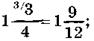 1 3/3/4 = 1 9/12;